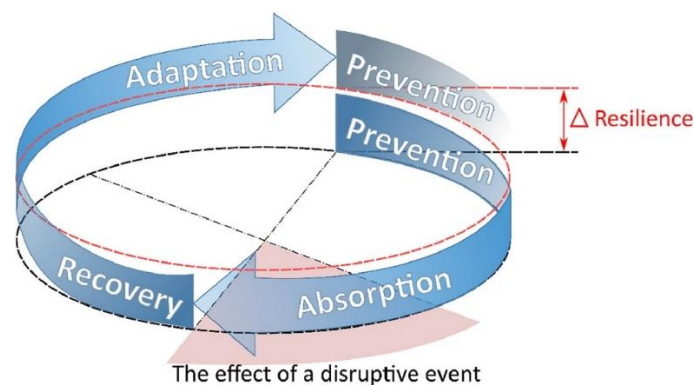 Adaptation
Prevention
Δ Resilience
Prevention
Recovery
Absorption
The effect of a disruptive event